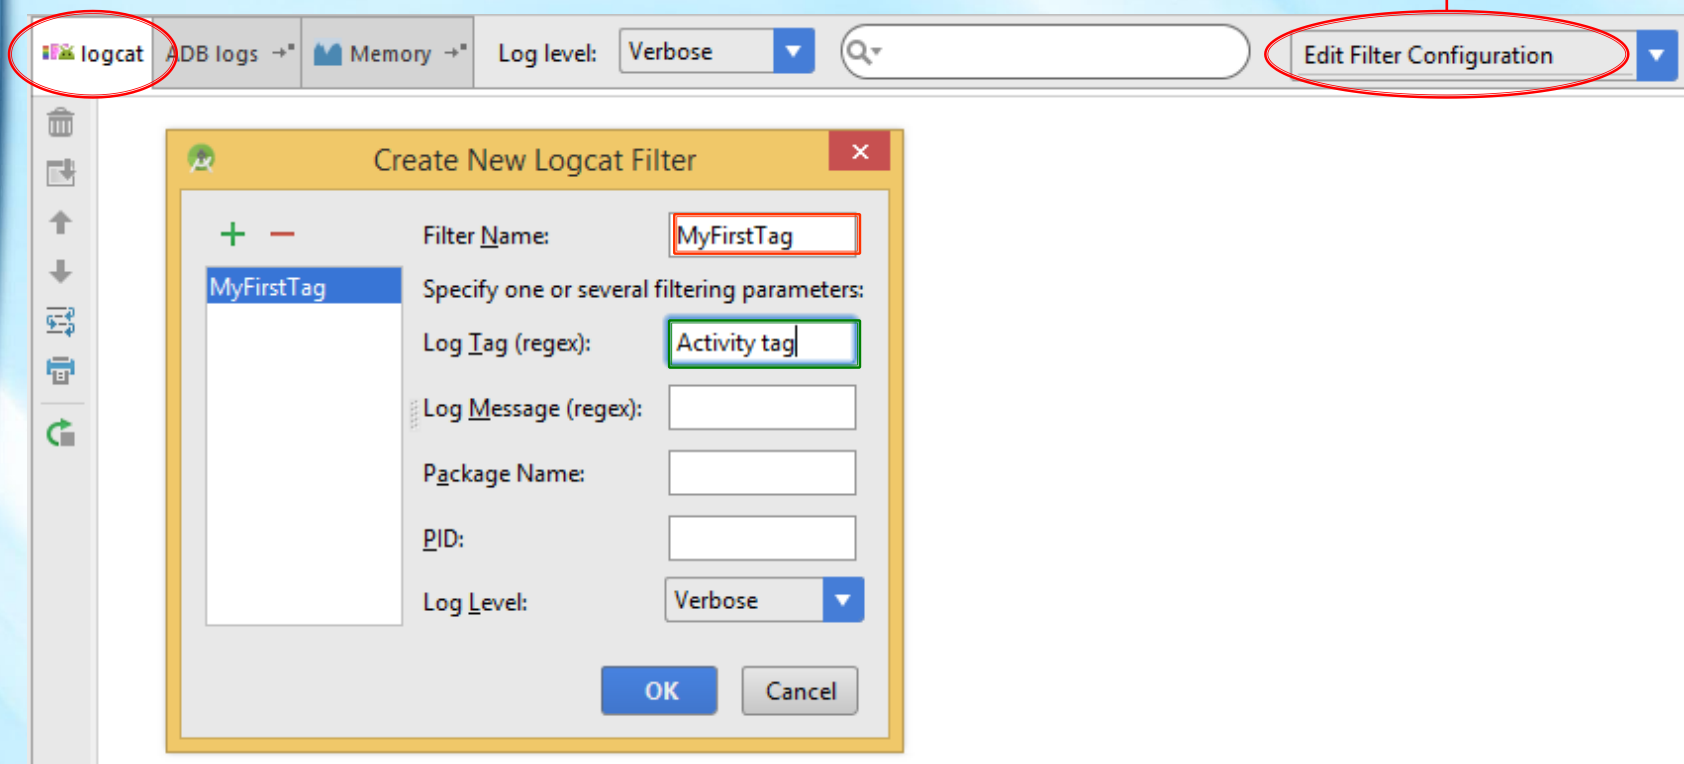 logcat ADB logs Memory Log level: Verbose Edit Filter Configuration
Create New Logcat Filter
Filter Name: MyFirstTag
MyFirstTag
Specify one or several filtering parameters:
Log Tag (regex): Activity tag
Log Message (regex):
Package Name:
PID:
Log Level: Verbose
OK Cancel